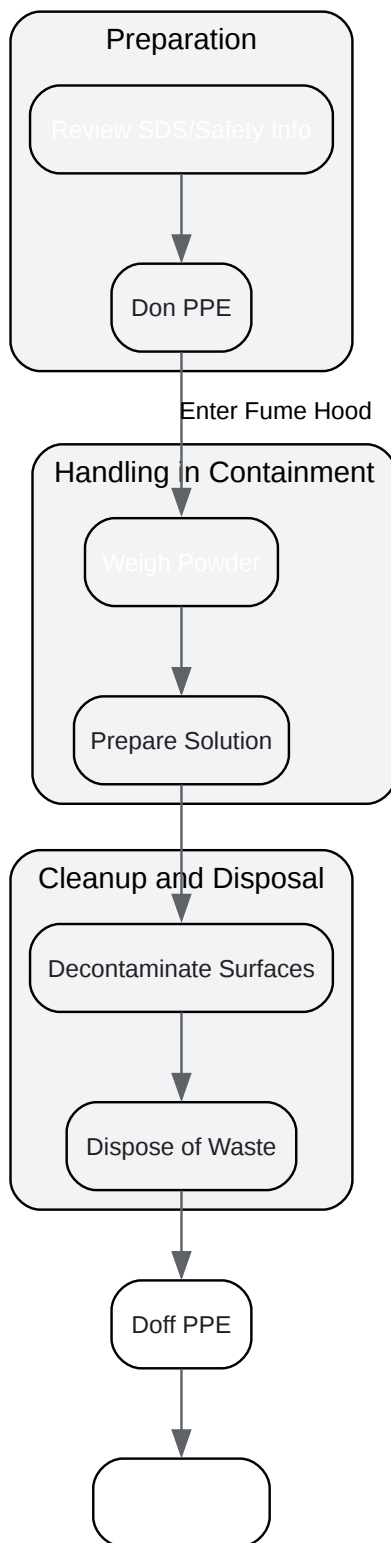 Preparation
Review SDS/Safety Info
Don PPE
Enter Fume Hood
Handling in Containment
Weigh Powder
Prepare Solution
Cleanup and Disposal
Decontaminate Surfaces
Dispose of Waste
Doff PPE